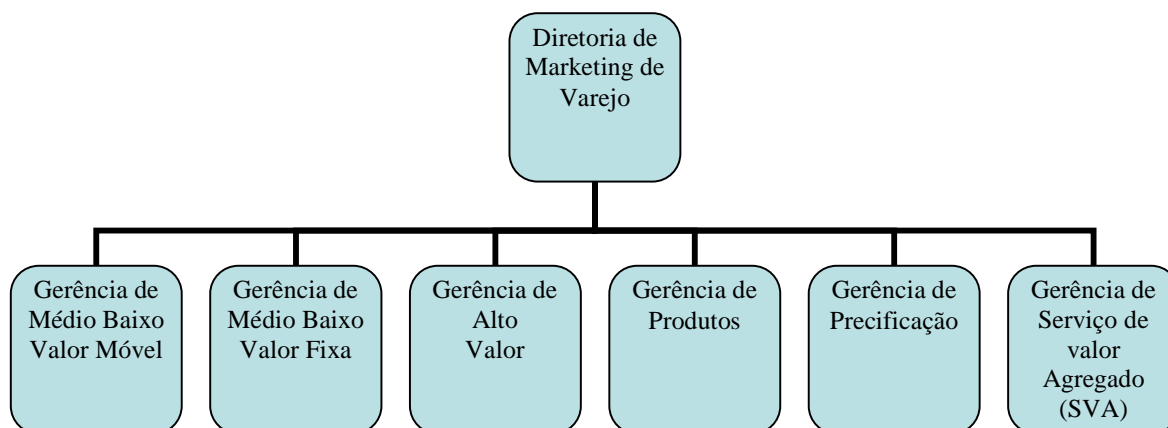 Diretoria de
Marketing de
Varejo
Gerência de
Médio Baixo
Valor Móvel
Gerência de
Médio Baixo
Valor Fixa
Gerência de
Alto
Valor
Gerência de
Produtos
Gerência de
Precificação
Gerência de
Serviço de
valor
Agregado
(SVA)